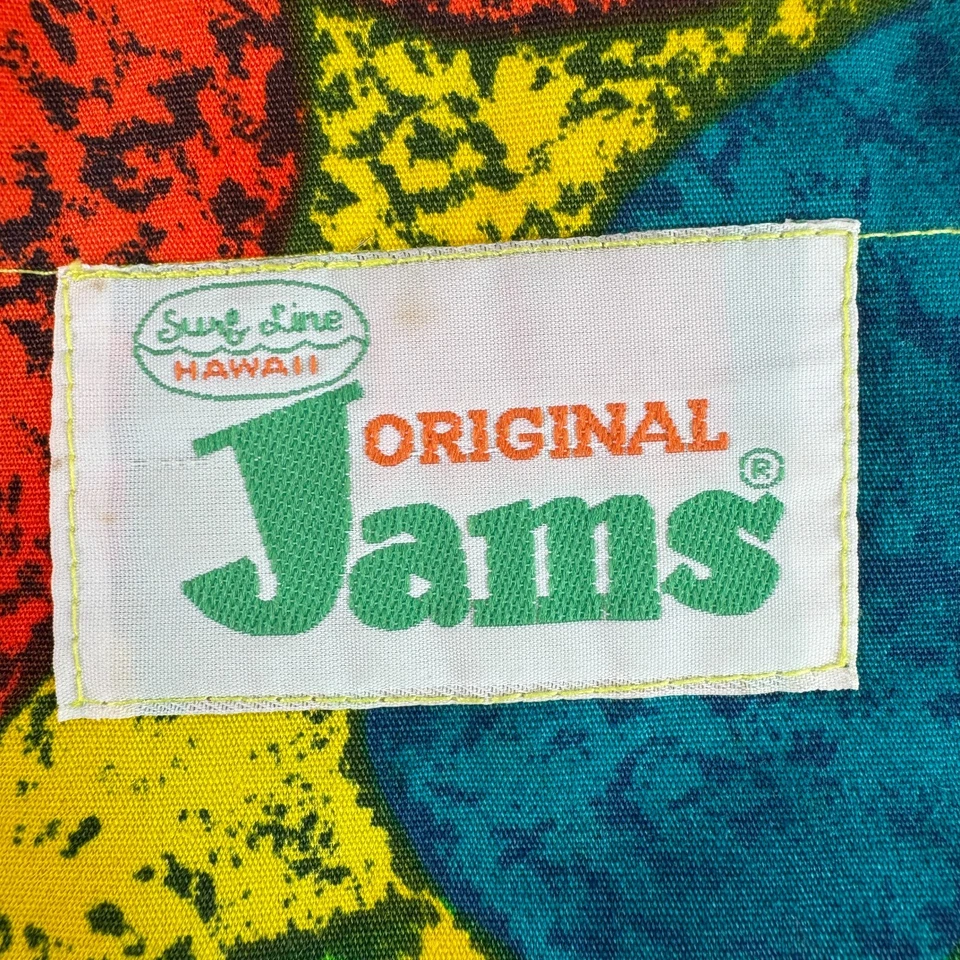 Surf Line
HAWAII
ORIGINAL
Jams®